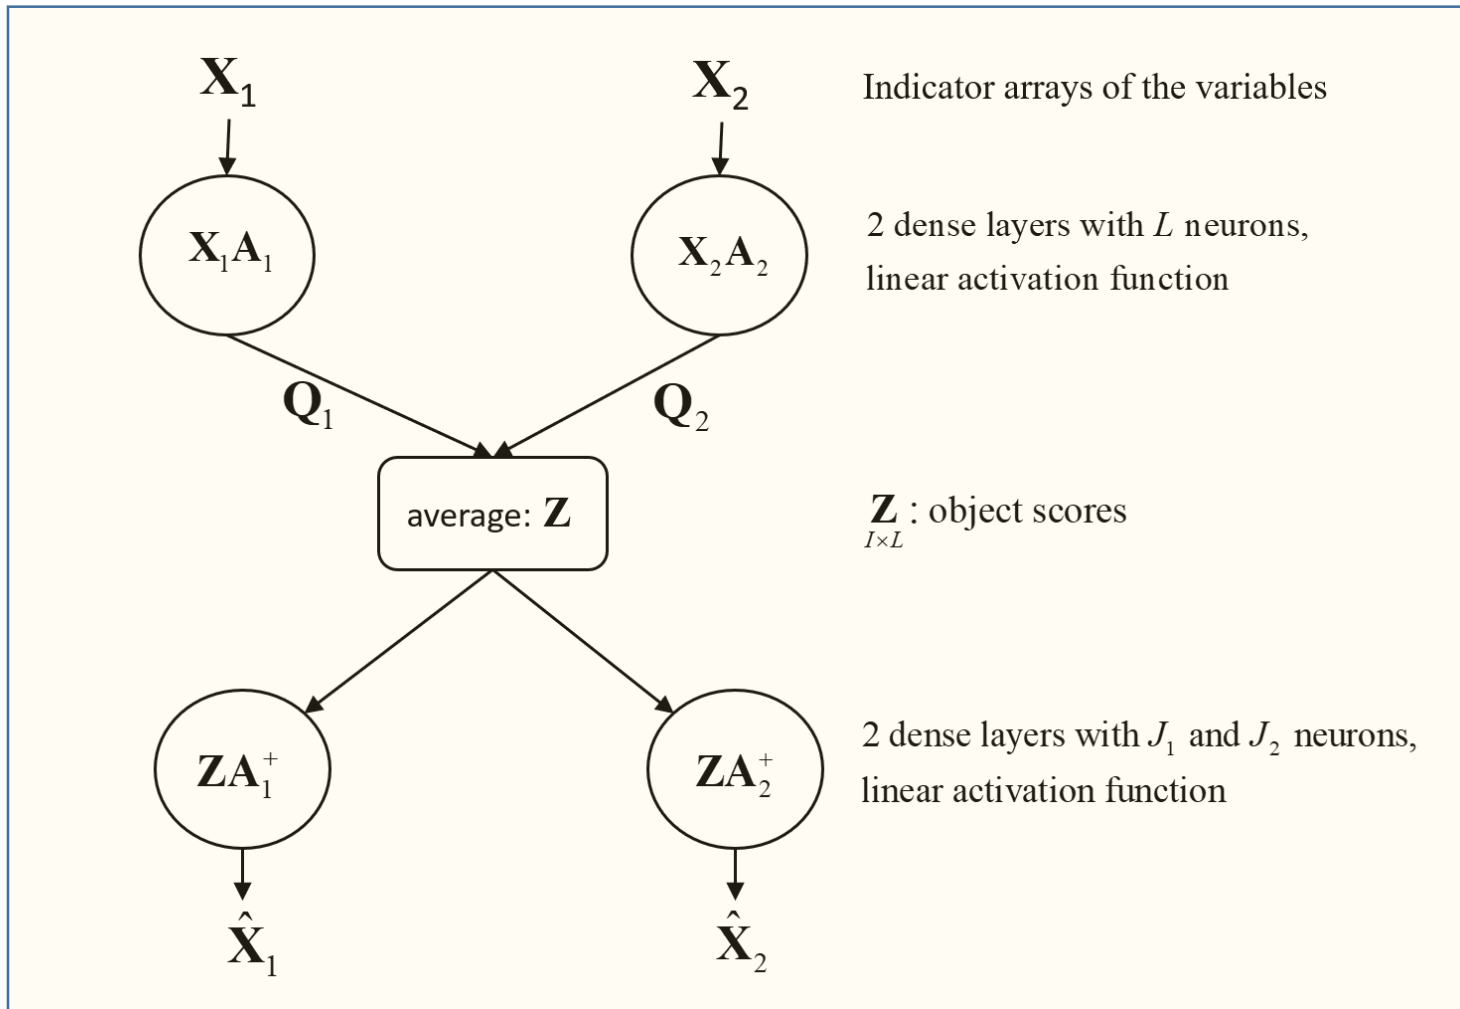 X₁ X₂ Indicator arrays of the variables
X₁A₁ X₂A₂ 2 dense layers with L neurons,
linear activation function
Q₁ Q₂
average: Z Z : object scores
I×L
ZA₁⁺ ZA₂⁺ 2 dense layers with J₁ and J₂ neurons,
linear activation function
X̂₁ X̂₂